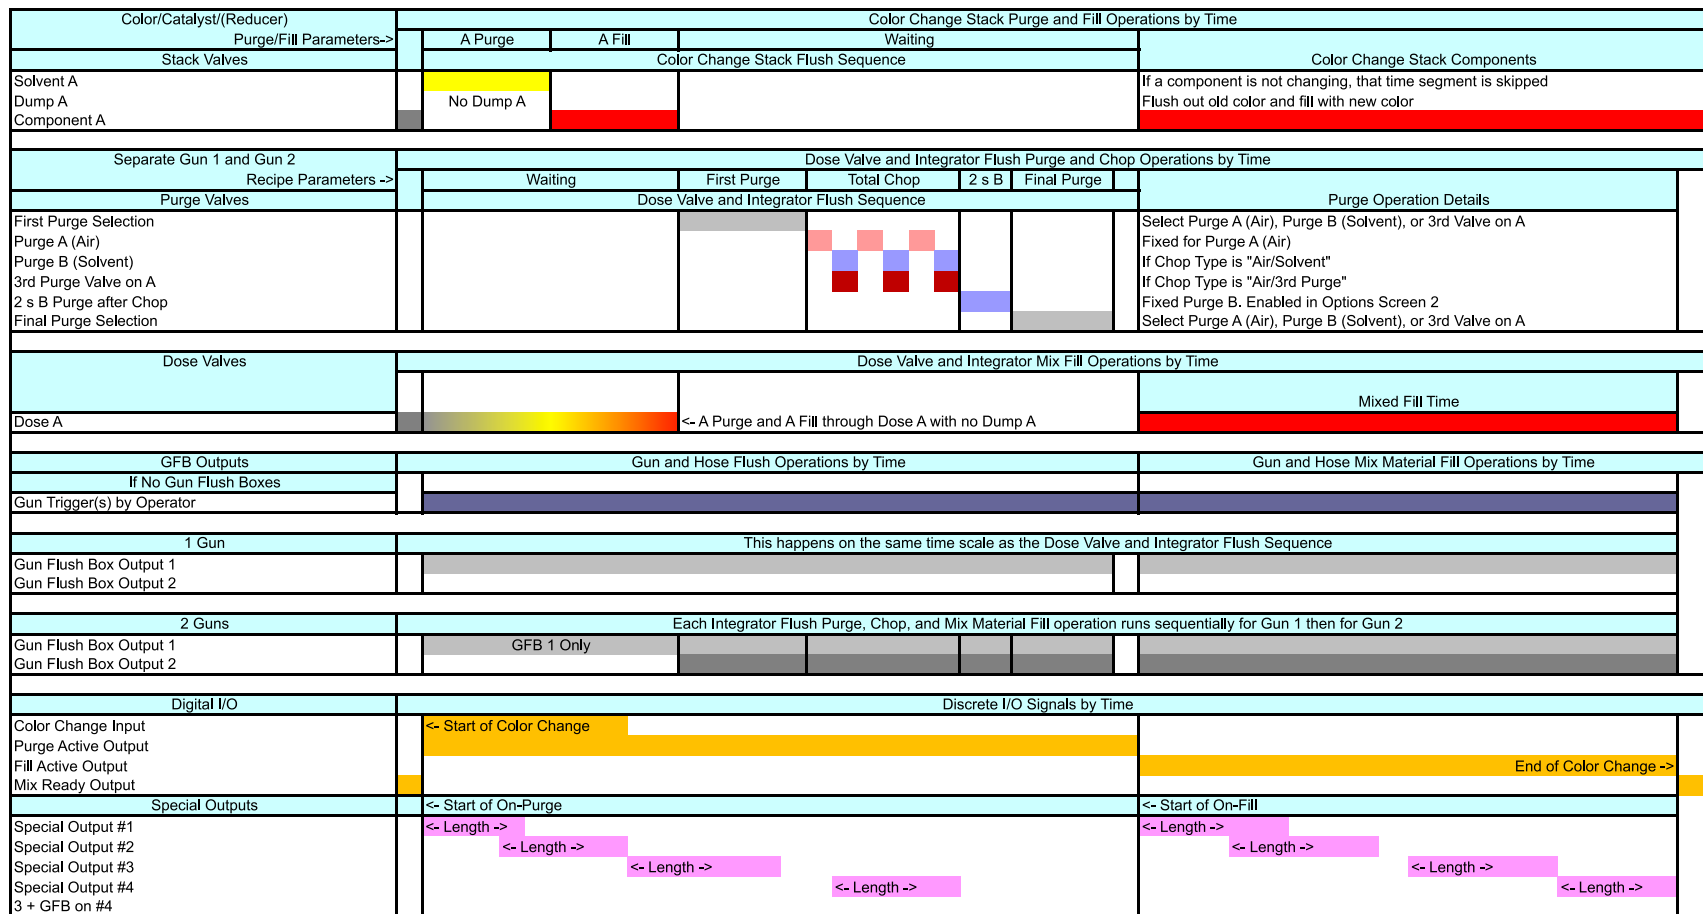 Color/Catalyst/(Reducer) Color Change Stack Purge and Fill Operations by Time
Purge/Fill Parameters-> A Purge A Fill Waiting
Stack Valves Color Change Stack Flush Sequence Color Change Stack Components
Solvent A If a component is not changing, that time segment is skipped
Dump A No Dump A Flush out old color and fill with new color
Component A
Separate Gun 1 and Gun 2 Dose Valve and Integrator Flush Purge and Chop Operations by Time
Recipe Parameters -> Waiting First Purge Total Chop 2 s B Final Purge
Purge Valves Dose Valve and Integrator Flush Sequence Purge Operation Details
First Purge Selection Select Purge A (Air), Purge B (Solvent), or 3rd Valve on A
Purge A (Air) Fixed for Purge A (Air)
Purge B (Solvent) If Chop Type is "Air/Solvent"
3rd Purge Valve on A If Chop Type is "Air/3rd Purge"
2 s B Purge after Chop Fixed Purge B. Enabled in Options Screen 2
Final Purge Selection Select Purge A (Air), Purge B (Solvent), or 3rd Valve on A
Dose Valves Dose Valve and Integrator Mix Fill Operations by Time
Mixed Fill Time
Dose A <- A Purge and A Fill through Dose A with no Dump A
GFB Outputs Gun and Hose Flush Operations by Time Gun and Hose Mix Material Fill Operations by Time
If No Gun Flush Boxes
Gun Trigger(s) by Operator
1 Gun This happens on the same time scale as the Dose Valve and Integrator Flush Sequence
Gun Flush Box Output 1
Gun Flush Box Output 2
2 Guns Each Integrator Flush Purge, Chop, and Mix Material Fill operation runs sequentially for Gun 1 then for Gun 2
Gun Flush Box Output 1 GFB 1 Only
Gun Flush Box Output 2
Digital I/O Discrete I/O Signals by Time
Color Change Input <- Start of Color Change
Purge Active Output
Fill Active Output End of Color Change ->
Mix Ready Output
Special Outputs <- Start of On-Purge <- Start of On-Fill
Special Output #1 <- Length -> <- Length ->
Special Output #2 <- Length -> <- Length ->
Special Output #3 <- Length -> <- Length ->
Special Output #4 <- Length -> <- Length ->
3 + GFB on #4